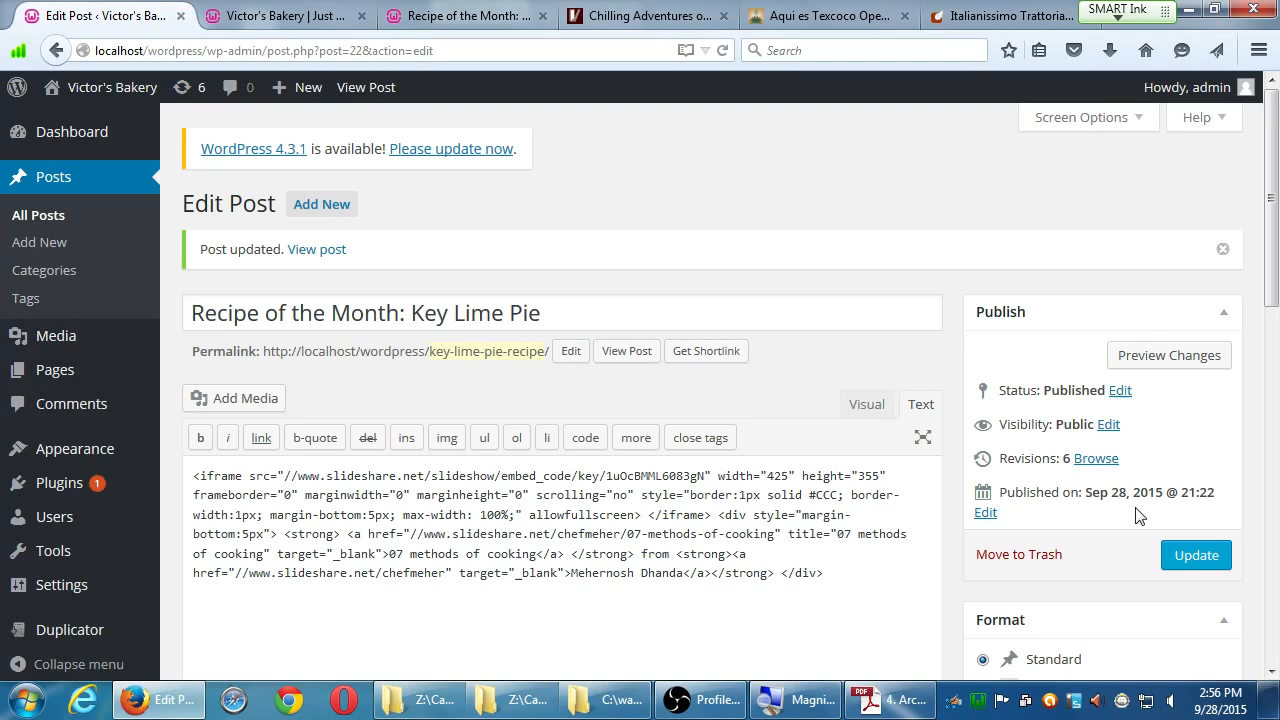 Edit Post ‹ Victor's Ba...
Victor's Bakery | Just ...
Recipe of the Month: ...
Chilling Adventures o...
Aqui es Texcoco Ope...
Italianissimo Trattoria...
SMART Ink
localhost/wordpress/wp-admin/post.php?post=22&action=edit
Search
Victor's Bakery
6
0
New
View Post
Howdy, admin
Dashboard
Posts
All Posts
Add New
Categories
Tags
Media
Pages
Comments
Appearance
Plugins 1
Users
Tools
Settings
Duplicator
Collapse menu
Screen Options
Help
WordPress 4.3.1 is available! Please update now.
Edit Post
Add New
Post updated. View post
Recipe of the Month: Key Lime Pie
Permalink: http://localhost/wordpress/key-lime-pie-recipe/
Edit
View Post
Get Shortlink
Add Media
Visual
Text
b
i
link
b-quote
del
ins
img
ul
ol
li
code
more
close tags
<iframe src="//www.slideshare.net/slideshow/embed_code/key/1uOcBMML6083gN" width="425" height="355"
frameborder="0" marginwidth="0" marginheight="0" scrolling="no" style="border:1px solid #CCC; border-
width:1px; margin-bottom:5px; max-width: 100%;" allowfullscreen> </iframe> <div style="margin-
bottom:5px"> <strong> <a href="//www.slideshare.net/chefmeher/07-methods-of-cooking" title="07 methods
of cooking" target="_blank">07 methods of cooking</a> </strong> from <strong><a
href="//www.slideshare.net/chefmeher" target="_blank">Mehernosh Dhanda</a></strong> </div>
Publish
Preview Changes
Status: Published Edit
Visibility: Public Edit
Revisions: 6 Browse
Published on: Sep 28, 2015 @ 21:22
Edit
Move to Trash
Update
Format
Standard
Edit P...
Z:\Ca...
Z:\Ca...
C:\wa...
Profile...
Magni...
PDF
4. Arc...
2:56 PM
9/28/2015